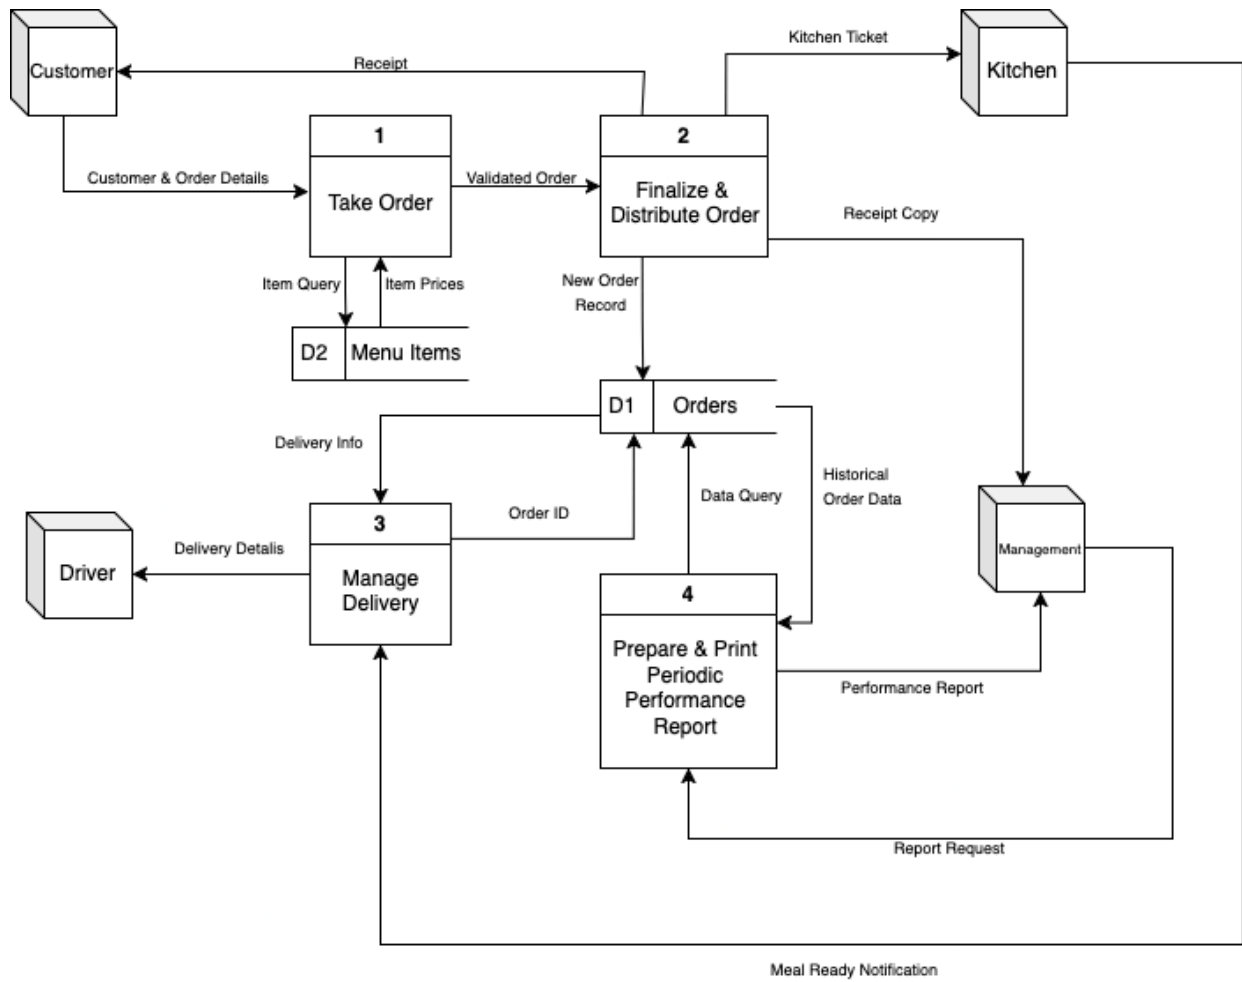 Kitchen Ticket
Customer
Receipt
Kitchen
1
2
Customer & Order Details
Take Order
Validated Order
Finalize &
Distribute Order
Receipt Copy
Item Query
Item Prices
New Order
Record
D2
Menu Items
D1
Orders
Delivery Info
Historical
Order Data
Data Query
Order ID
3
Delivery Detalis
Driver
Manage
Delivery
Management
4
Prepare & Print
Periodic
Performance
Report
Performance Report
Report Request
Meal Ready Notification